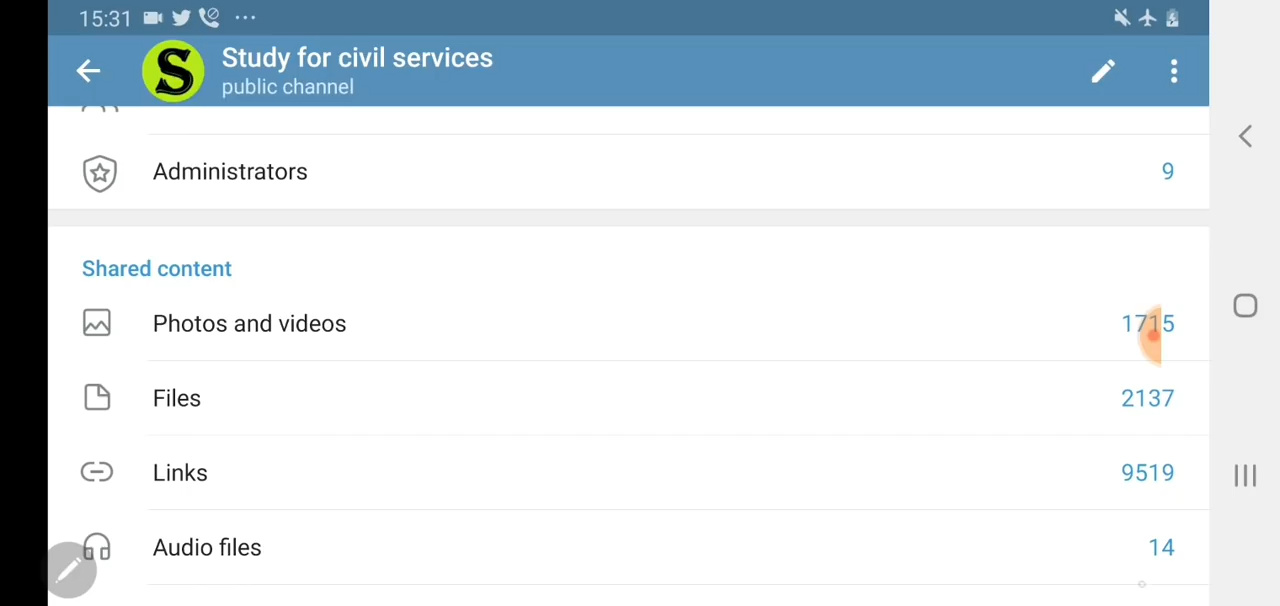 15:31
S
Study for civil services
public channel
Administrators 9
Shared content
Photos and videos 1715
Files 2137
Links 9519
Audio files 14